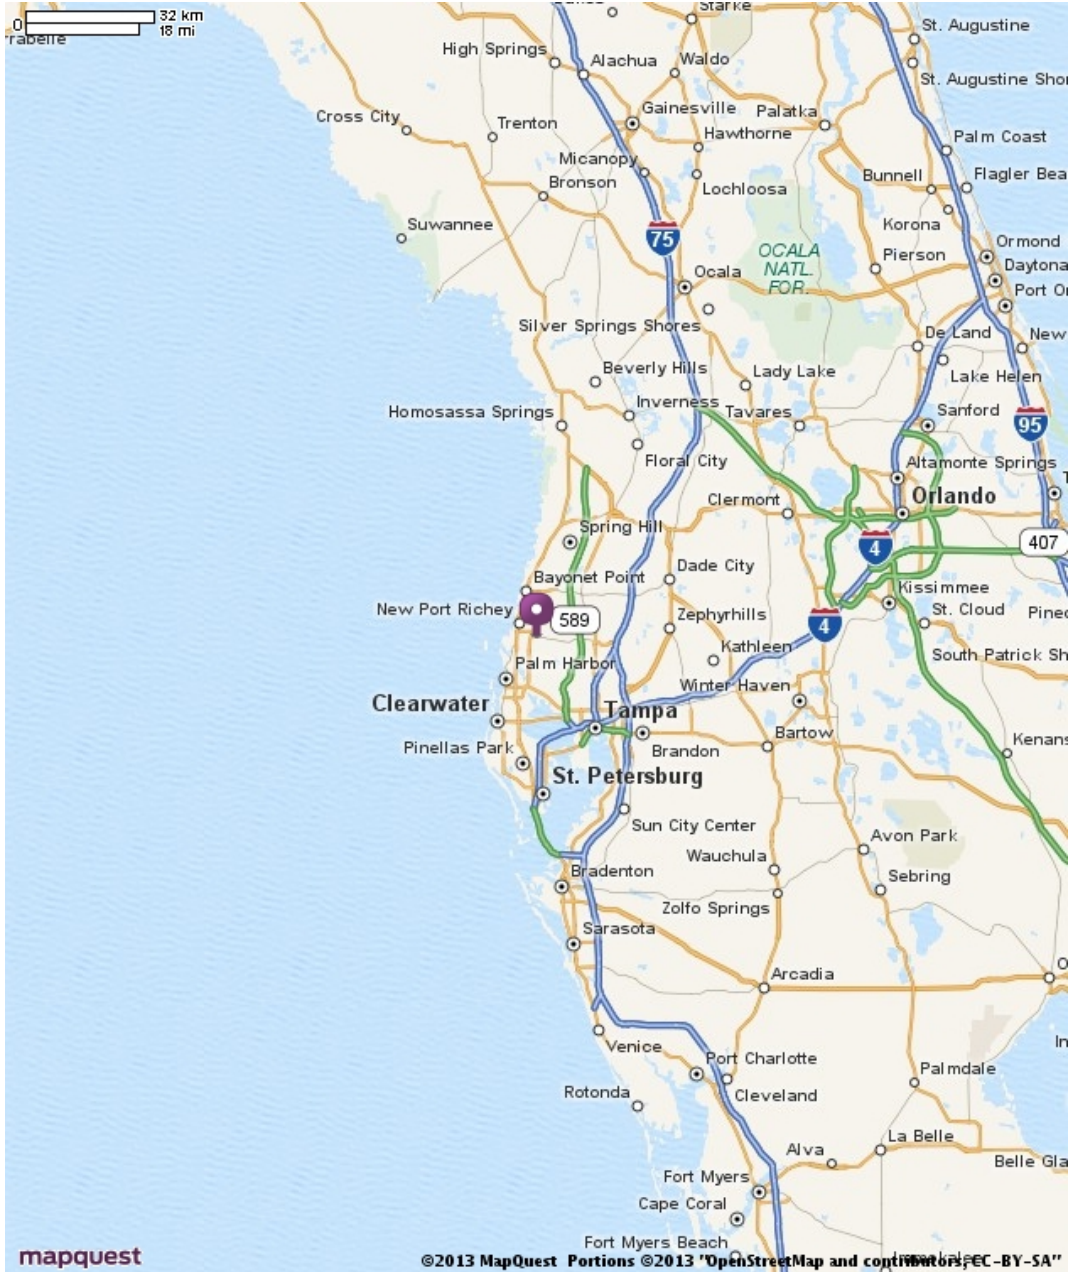 0
32 km
18 mi
rrabelle
Starke
St. Augustine
High Springs
Alachua
Waldo
St. Augustine Shor
Cross City
Trenton
Gainesville
Palatka
Hawthorne
Palm Coast
Micanopy
Bronson
Lochloosa
Bunnell
Flagler Bea
Suwannee
75
Korona
OCALA
NATL.
FOR.
Pierson
Ormond
Daytona
Ocala
Port Or
Silver Springs Shores
De Land
New
Beverly Hills
Lady Lake
Lake Helen
Homosassa Springs
Inverness
Tavares
Sanford
95
Floral City
Altamonte Springs
T
Clermont
Orlando
Spring Hill
4
407
Bayonet Point
Dade City
Kissimmee
New Port Richey
589
Zephyrhills
4
St. Cloud
Pined
Kathleen
Palm Harbor
South Patrick Sh
Clearwater
Winter Haven
Tampa
Pinellas Park
Brandon
Bartow
Kenans
St. Petersburg
Sun City Center
Avon Park
Wauchula
Bradenton
Sebring
Zolfo Springs
Sarasota
Arcadia
O
Venice
In
Port Charlotte
Palmdale
Rotonda
Cleveland
La Belle
Alva
Belle Gla
Fort Myers
Cape Coral
Fort Myers Beach
Immokalee
mapquest
©2013 MapQuest Portions ©2013 "OpenStreetMap and contributors, CC-BY-SA"